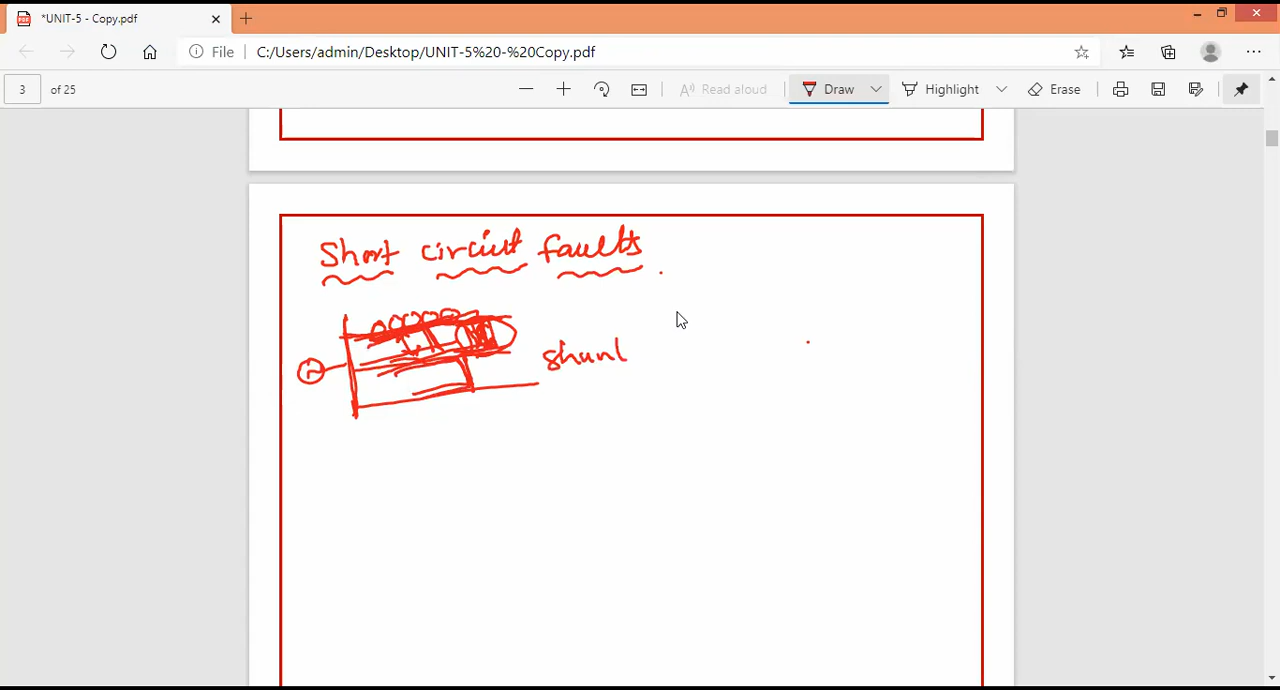 *UNIT-5 - Copy.pdf
File C:/Users/admin/Desktop/UNIT-5%20-%20Copy.pdf
3 of 25 Read aloud Draw Highlight Erase
Short circuit faults.
shunt